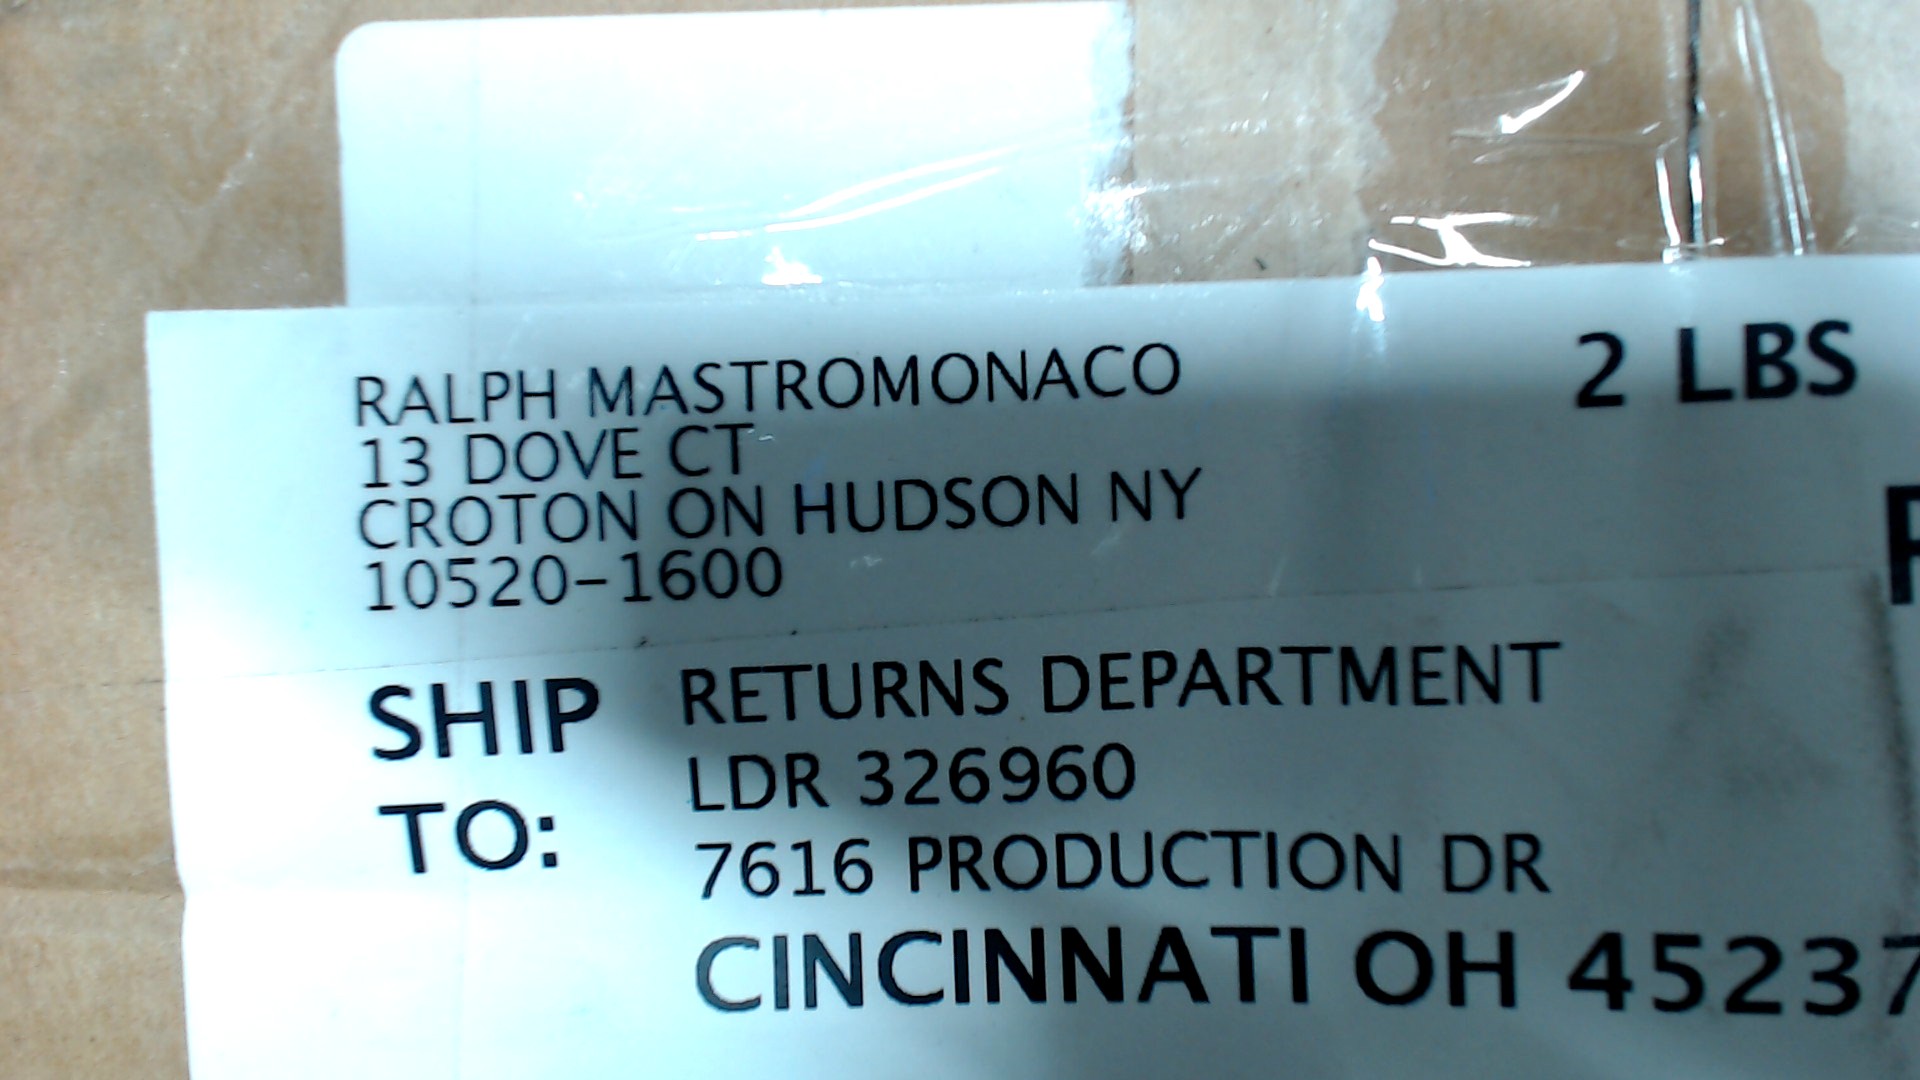 RALPH MASTROMONACO 2 LBS
13 DOVE CT
CROTON ON HUDSON NY
10520-1600
SHIP TO:
RETURNS DEPARTMENT
LDR 326960
7616 PRODUCTION DR
CINCINNATI OH 45237